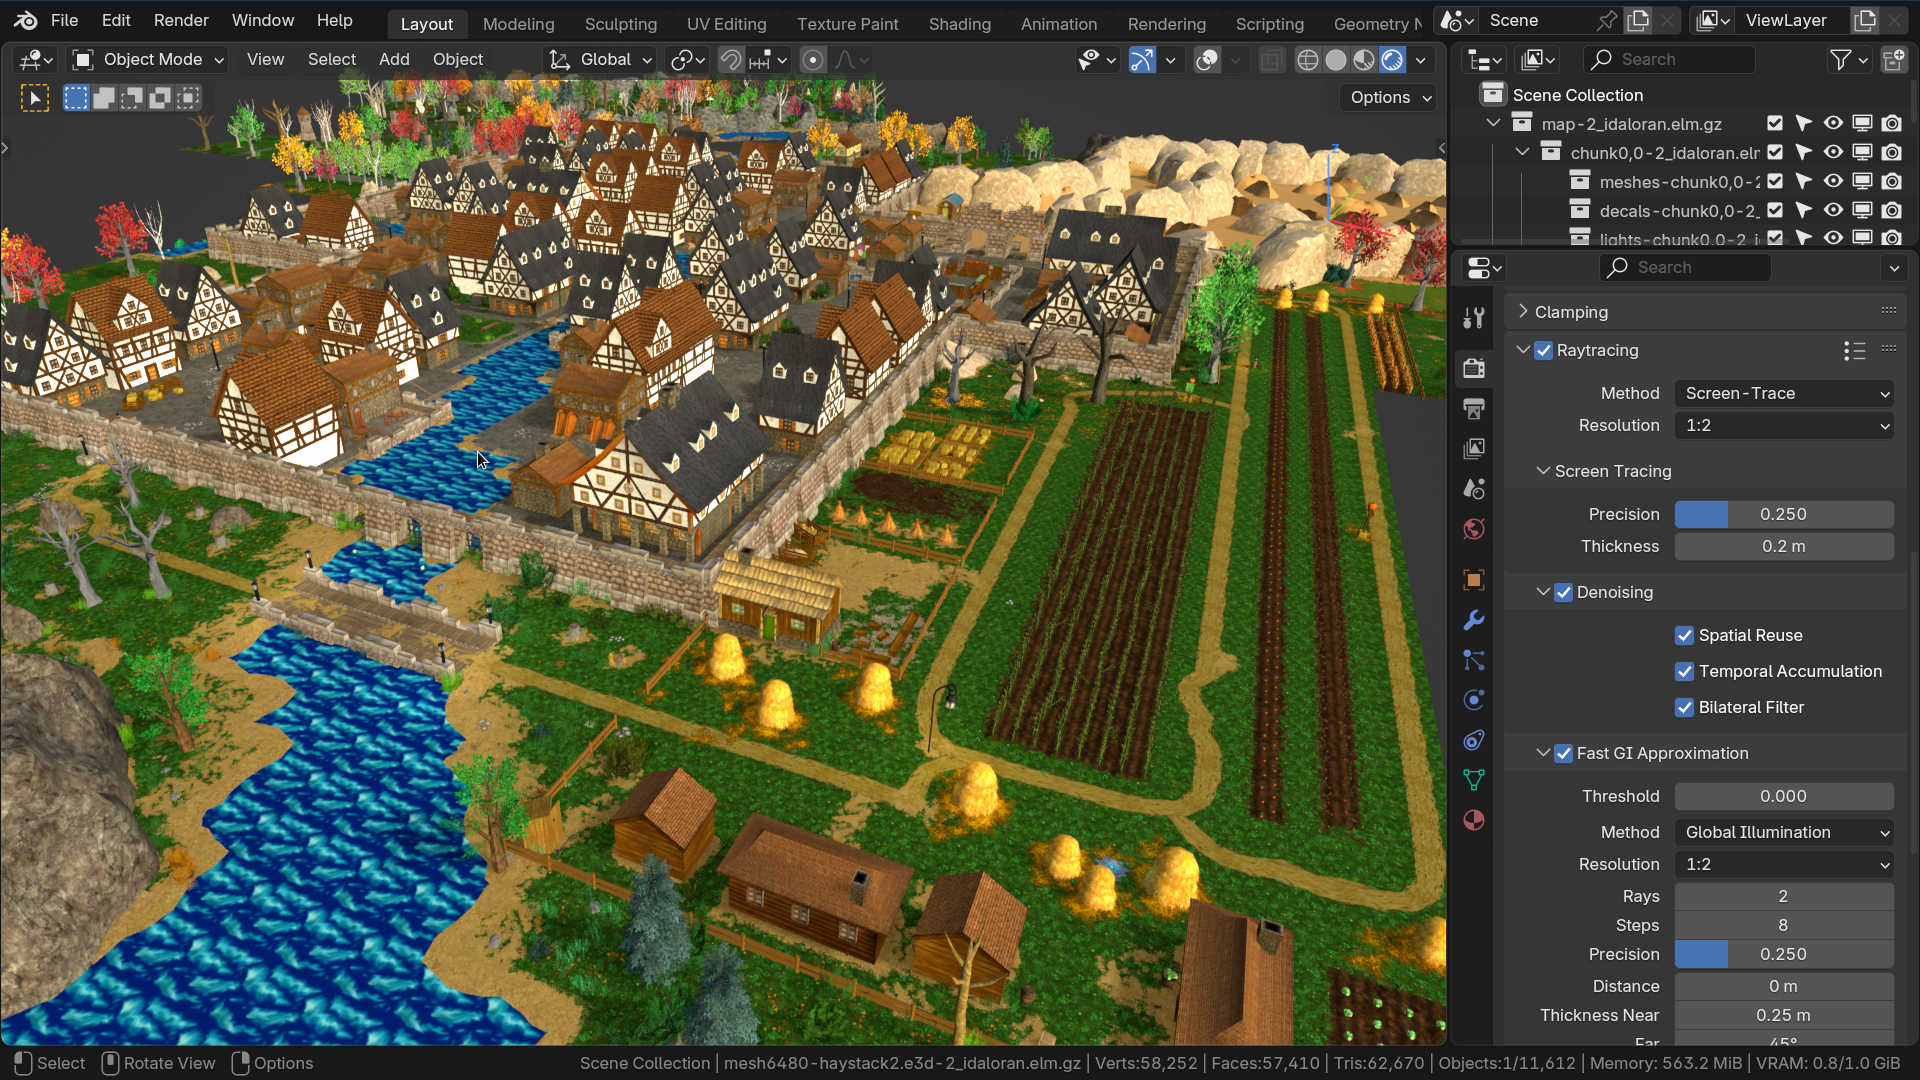 File Edit Render Window Help Layout Modeling Sculpting UV Editing Texture Paint Shading Animation Rendering Scripting Geometry N Scene ViewLayer
Object Mode View Select Add Object Global Search
Options
Scene Collection
map-2_idaloran.elm.gz
chunk0,0-2_idaloran.elm
meshes-chunk0,0-2
decals-chunk0,0-2_
lights-chunk0,0-2_i
Search
Clamping
Raytracing
Method Screen-Trace
Resolution 1:2
Screen Tracing
Precision 0.250
Thickness 0.2 m
Denoising
Spatial Reuse
Temporal Accumulation
Bilateral Filter
Fast GI Approximation
Threshold 0.000
Method Global Illumination
Resolution 1:2
Rays 2
Steps 8
Precision 0.250
Distance 0 m
Thickness Near 0.25 m
Far 45°
Select Rotate View Options Scene Collection | mesh6480-haystack2.e3d-2_idaloran.elm.gz | Verts:58,252 | Faces:57,410 | Tris:62,670 | Objects:1/11,612 | Memory: 563.2 MiB | VRAM: 0.8/1.0 GiB